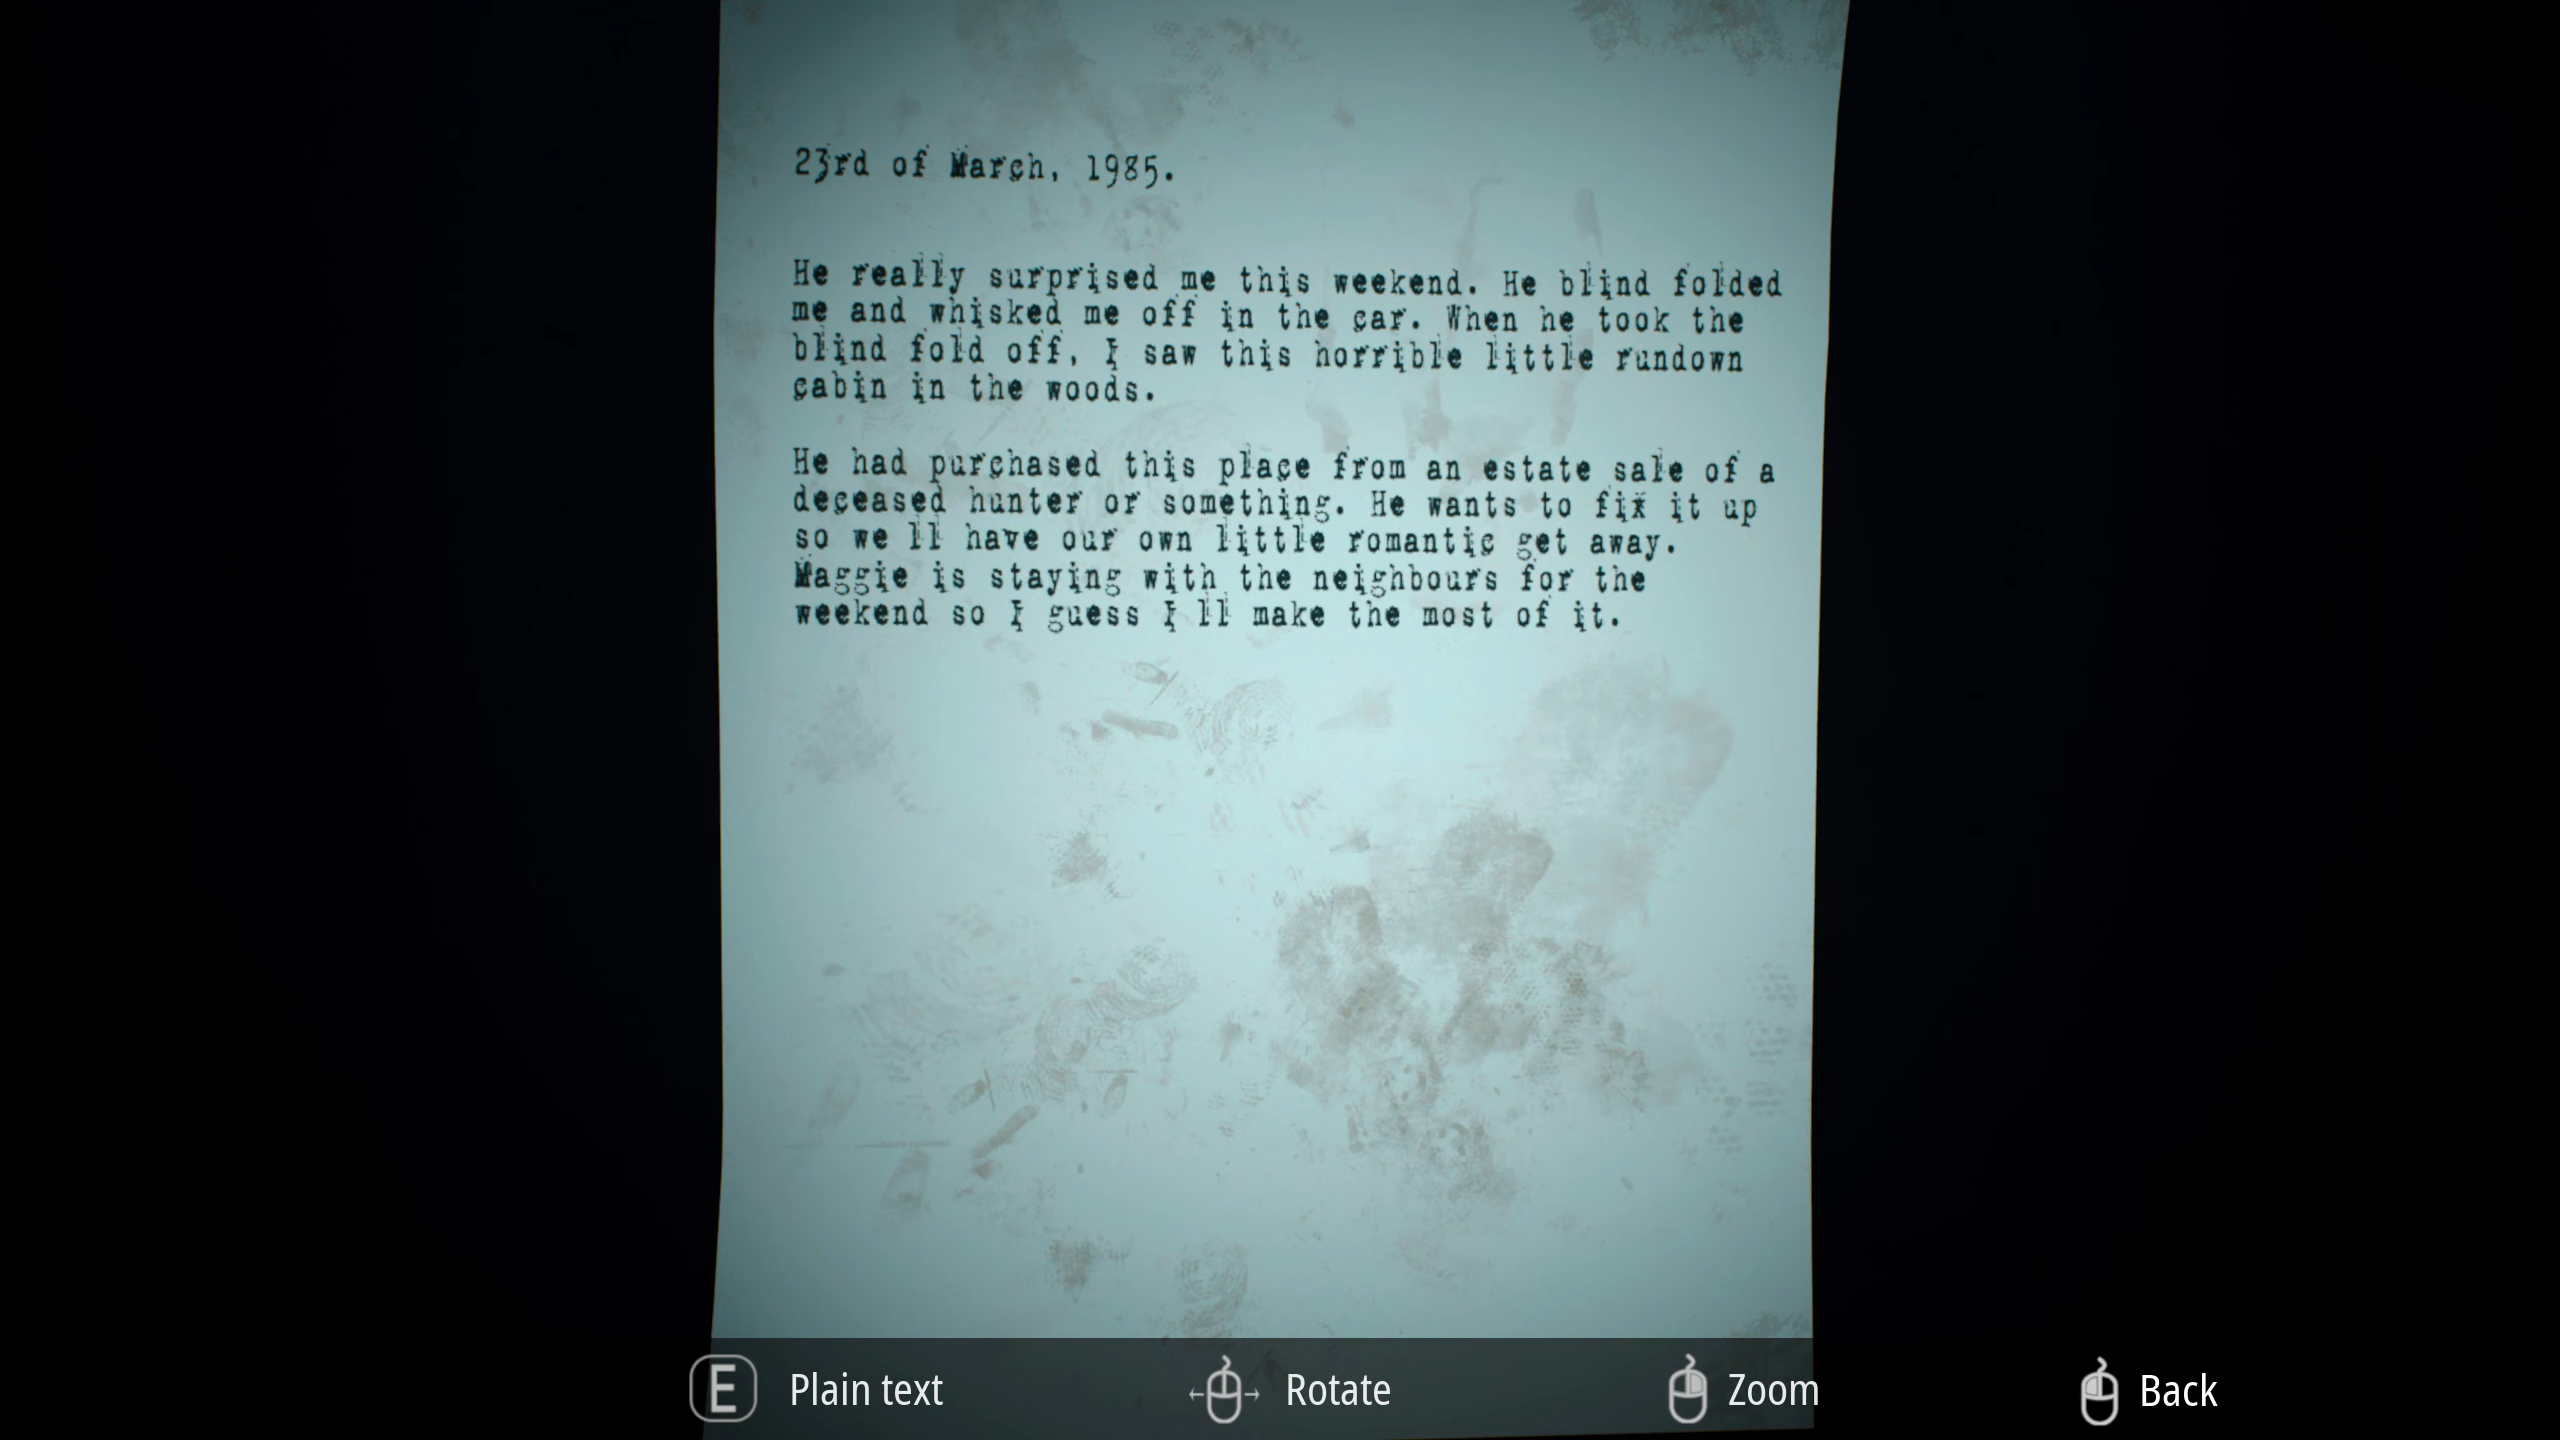 23rd of March, 1985.
He really surprised me this weekend. He blind folded
me and whisked me off in the car. When he took the
blind fold off, I saw this horrible little rundown
cabin in the woods.
He had purchased this place from an estate sale of a
deceased hunter or something. He wants to fix it up
so we ll have our own little romantic get away.
Maggie is staying with the neighbours for the
weekend so I guess I ll make the most of it.
E Plain text Rotate Zoom Back